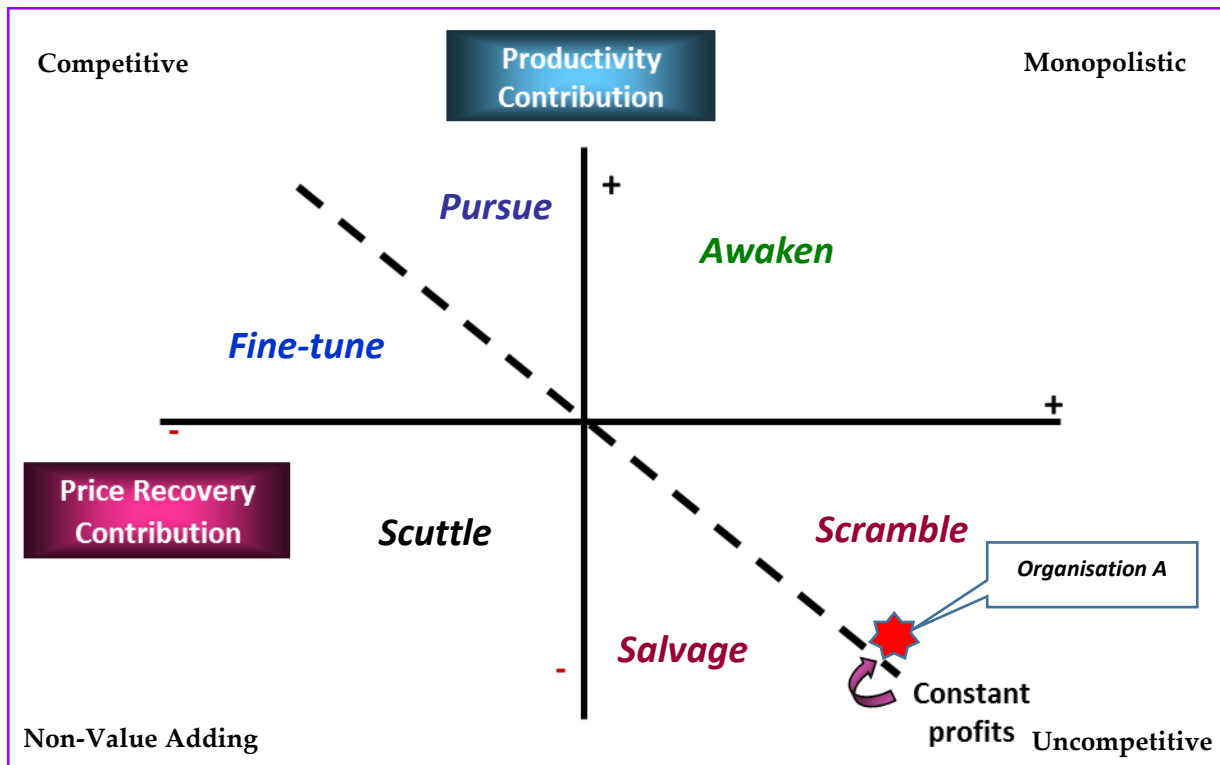 Competitive
Productivity
Contribution
Monopolistic
+
Pursue
Awaken
Fine-tune
+
-
Price Recovery
Contribution
Scuttle
Scramble
Organisation A
Salvage
-
Constant
profits
Non-Value Adding
Uncompetitive